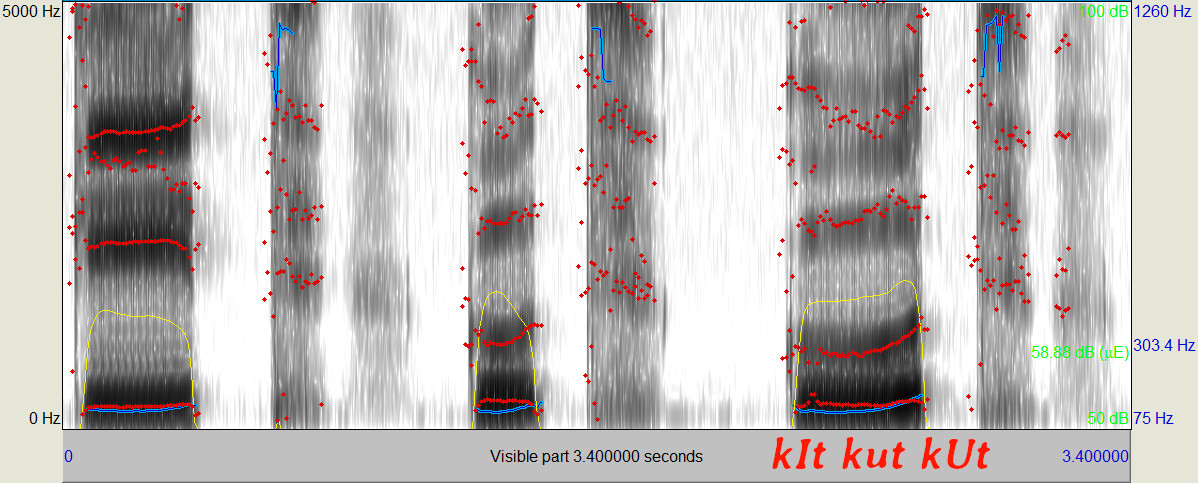 5000 Hz
100 dB
1260 Hz
303.4 Hz
58.88 dB (µE)
0 Hz
50 dB
75 Hz
0
Visible part 3.400000 seconds
kIt kut kUt
3.400000